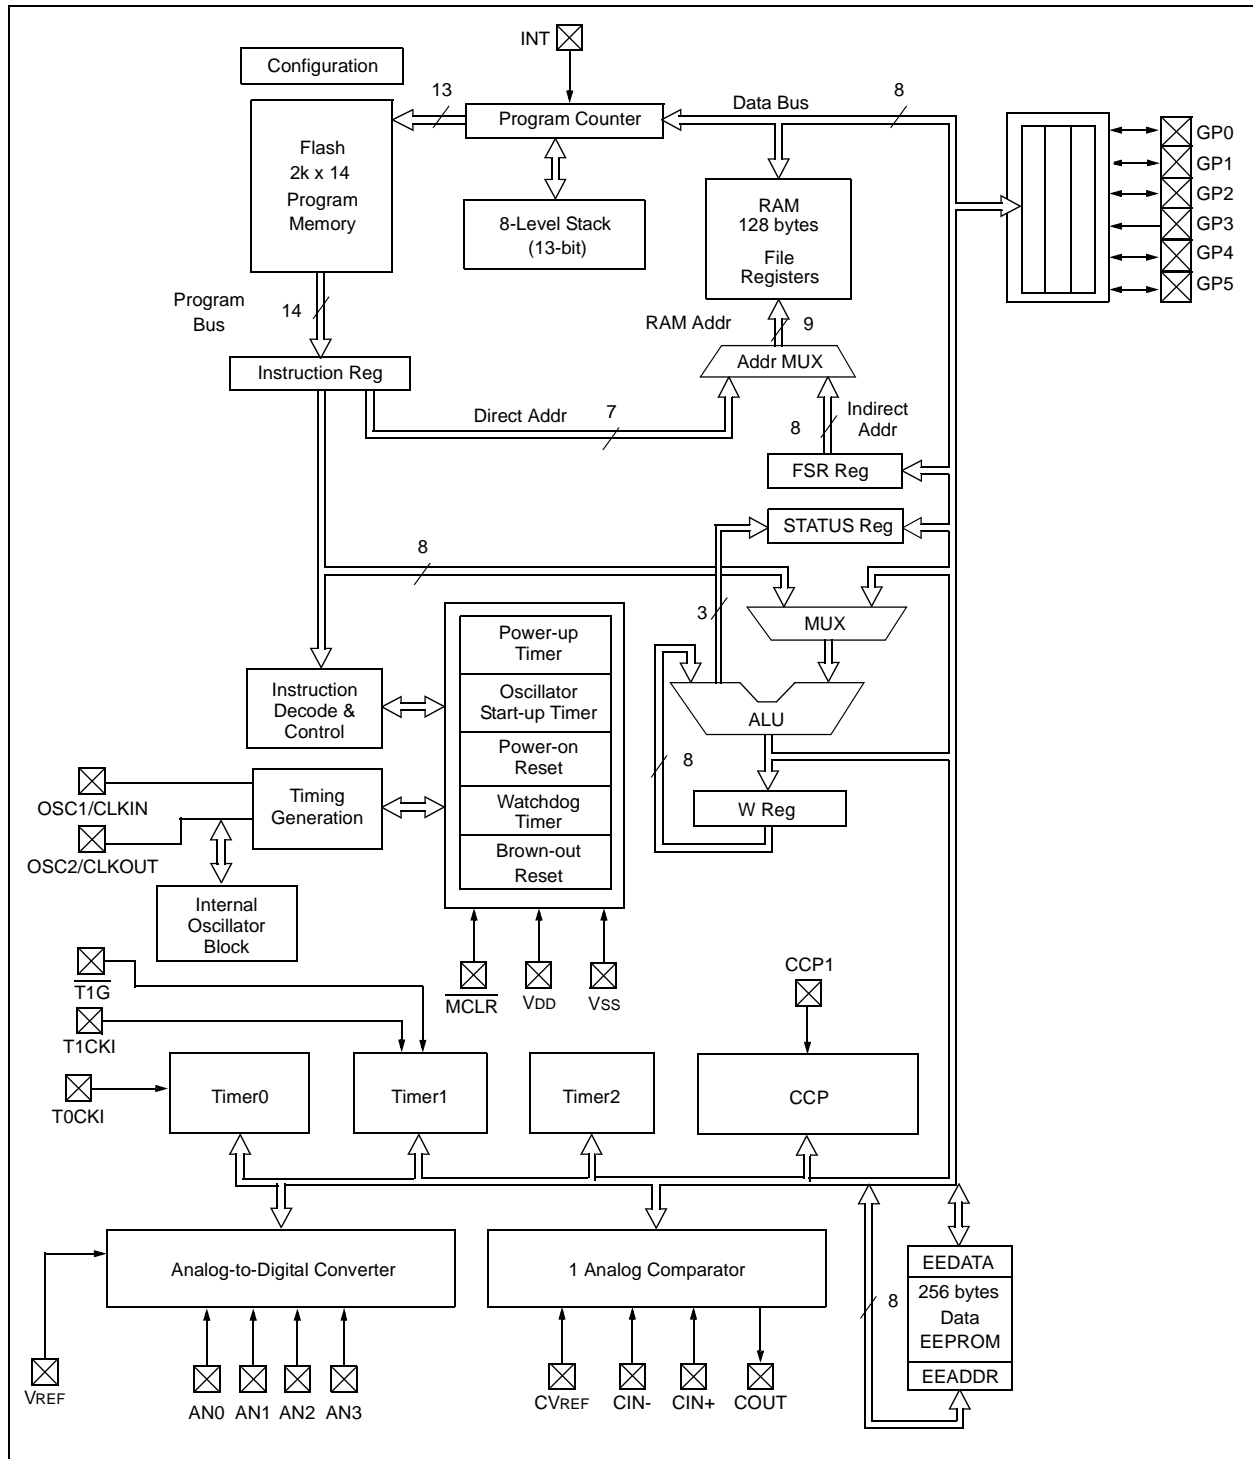 INT
Configuration
13
Program Counter
Data Bus
8
Flash
2k x 14
Program
Memory
8-Level Stack
(13-bit)
RAM
128 bytes
File
Registers
GP0
GP1
GP2
GP3
GP4
GP5
Program
Bus
14
RAM Addr
9
Addr MUX
Instruction Reg
Direct Addr
7
8
Indirect
Addr
FSR Reg
STATUS Reg
8
3
MUX
Power-up
Timer
Oscillator
Start-up Timer
Power-on
Reset
Watchdog
Timer
Brown-out
Reset
Instruction
Decode &
Control
ALU
8
W Reg
OSC1/CLKIN
Timing
Generation
OSC2/CLKOUT
Internal
Oscillator
Block
T1G
MCLR
VDD
VSS
CCP1
T1CKI
T0CKI
Timer0
Timer1
Timer2
CCP
Analog-to-Digital Converter
1 Analog Comparator
EEDATA
256 bytes
Data
EEPROM
EEADDR
8
VREF
AN0
AN1
AN2
AN3
CVREF
CIN-
CIN+
COUT